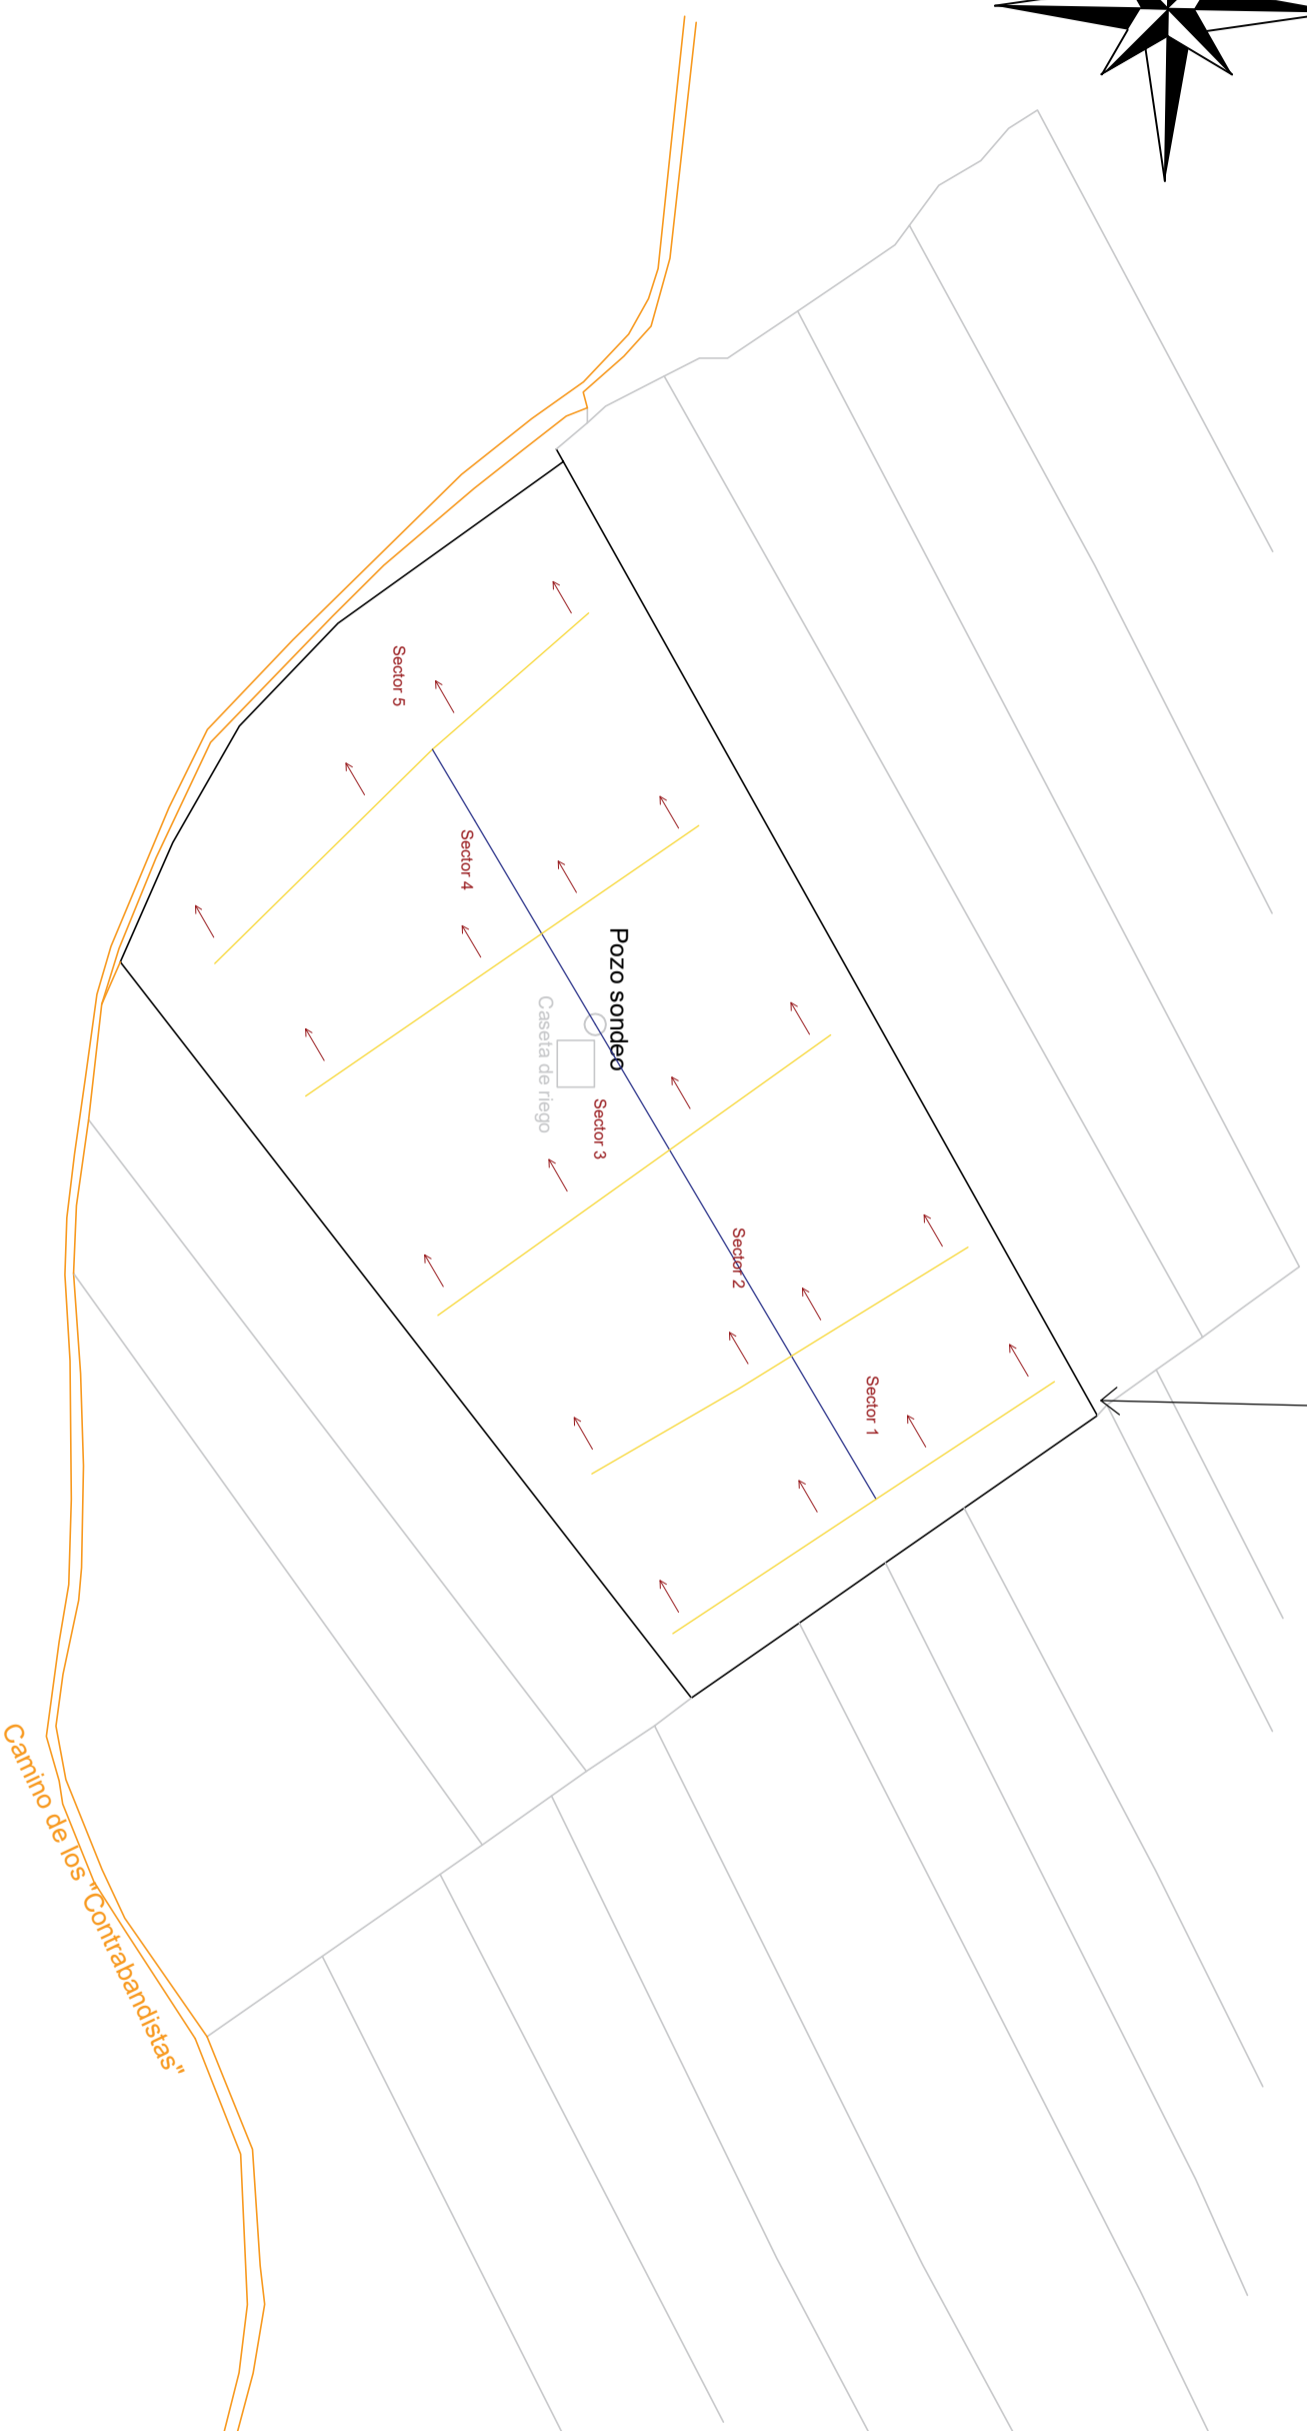 Sector 5
Sector 4
Pozo sondeo
Caseta de riego
Sector 3
Sector 2
Sector 1
Camino de los "Contrabandistas"